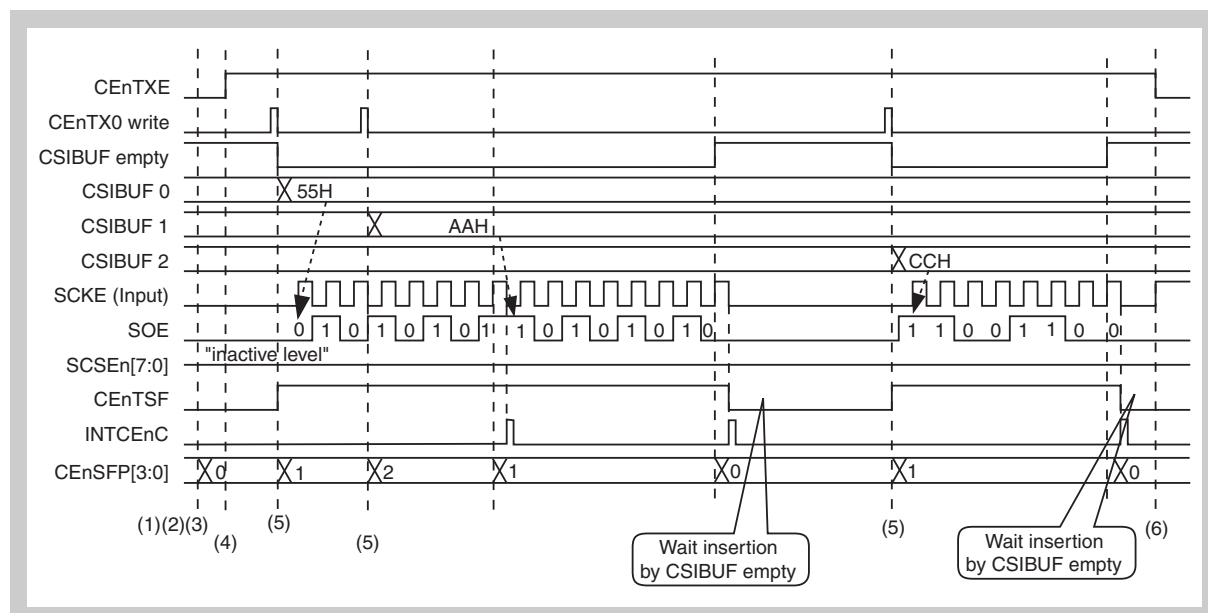 CEnTXE
CEnTX0 write
CSIBUF empty
CSIBUF 0
55H
CSIBUF 1
AAH
CSIBUF 2
CCH
SCKE (Input)
SOE
0 1 0 1 0 1 0 1 1 0 1 0 1 0 1 0
1 1 0 0 1 1 0 0
"inactive level"
SCSEn[7:0]
CEnTSF
INTCEnC
CEnSFP[3:0]
0 1 2 1 0 1 0
(1)(2)(3)
(4)
(5)
(5)
(5)
(6)
Wait insertion
by CSIBUF empty
Wait insertion
by CSIBUF empty